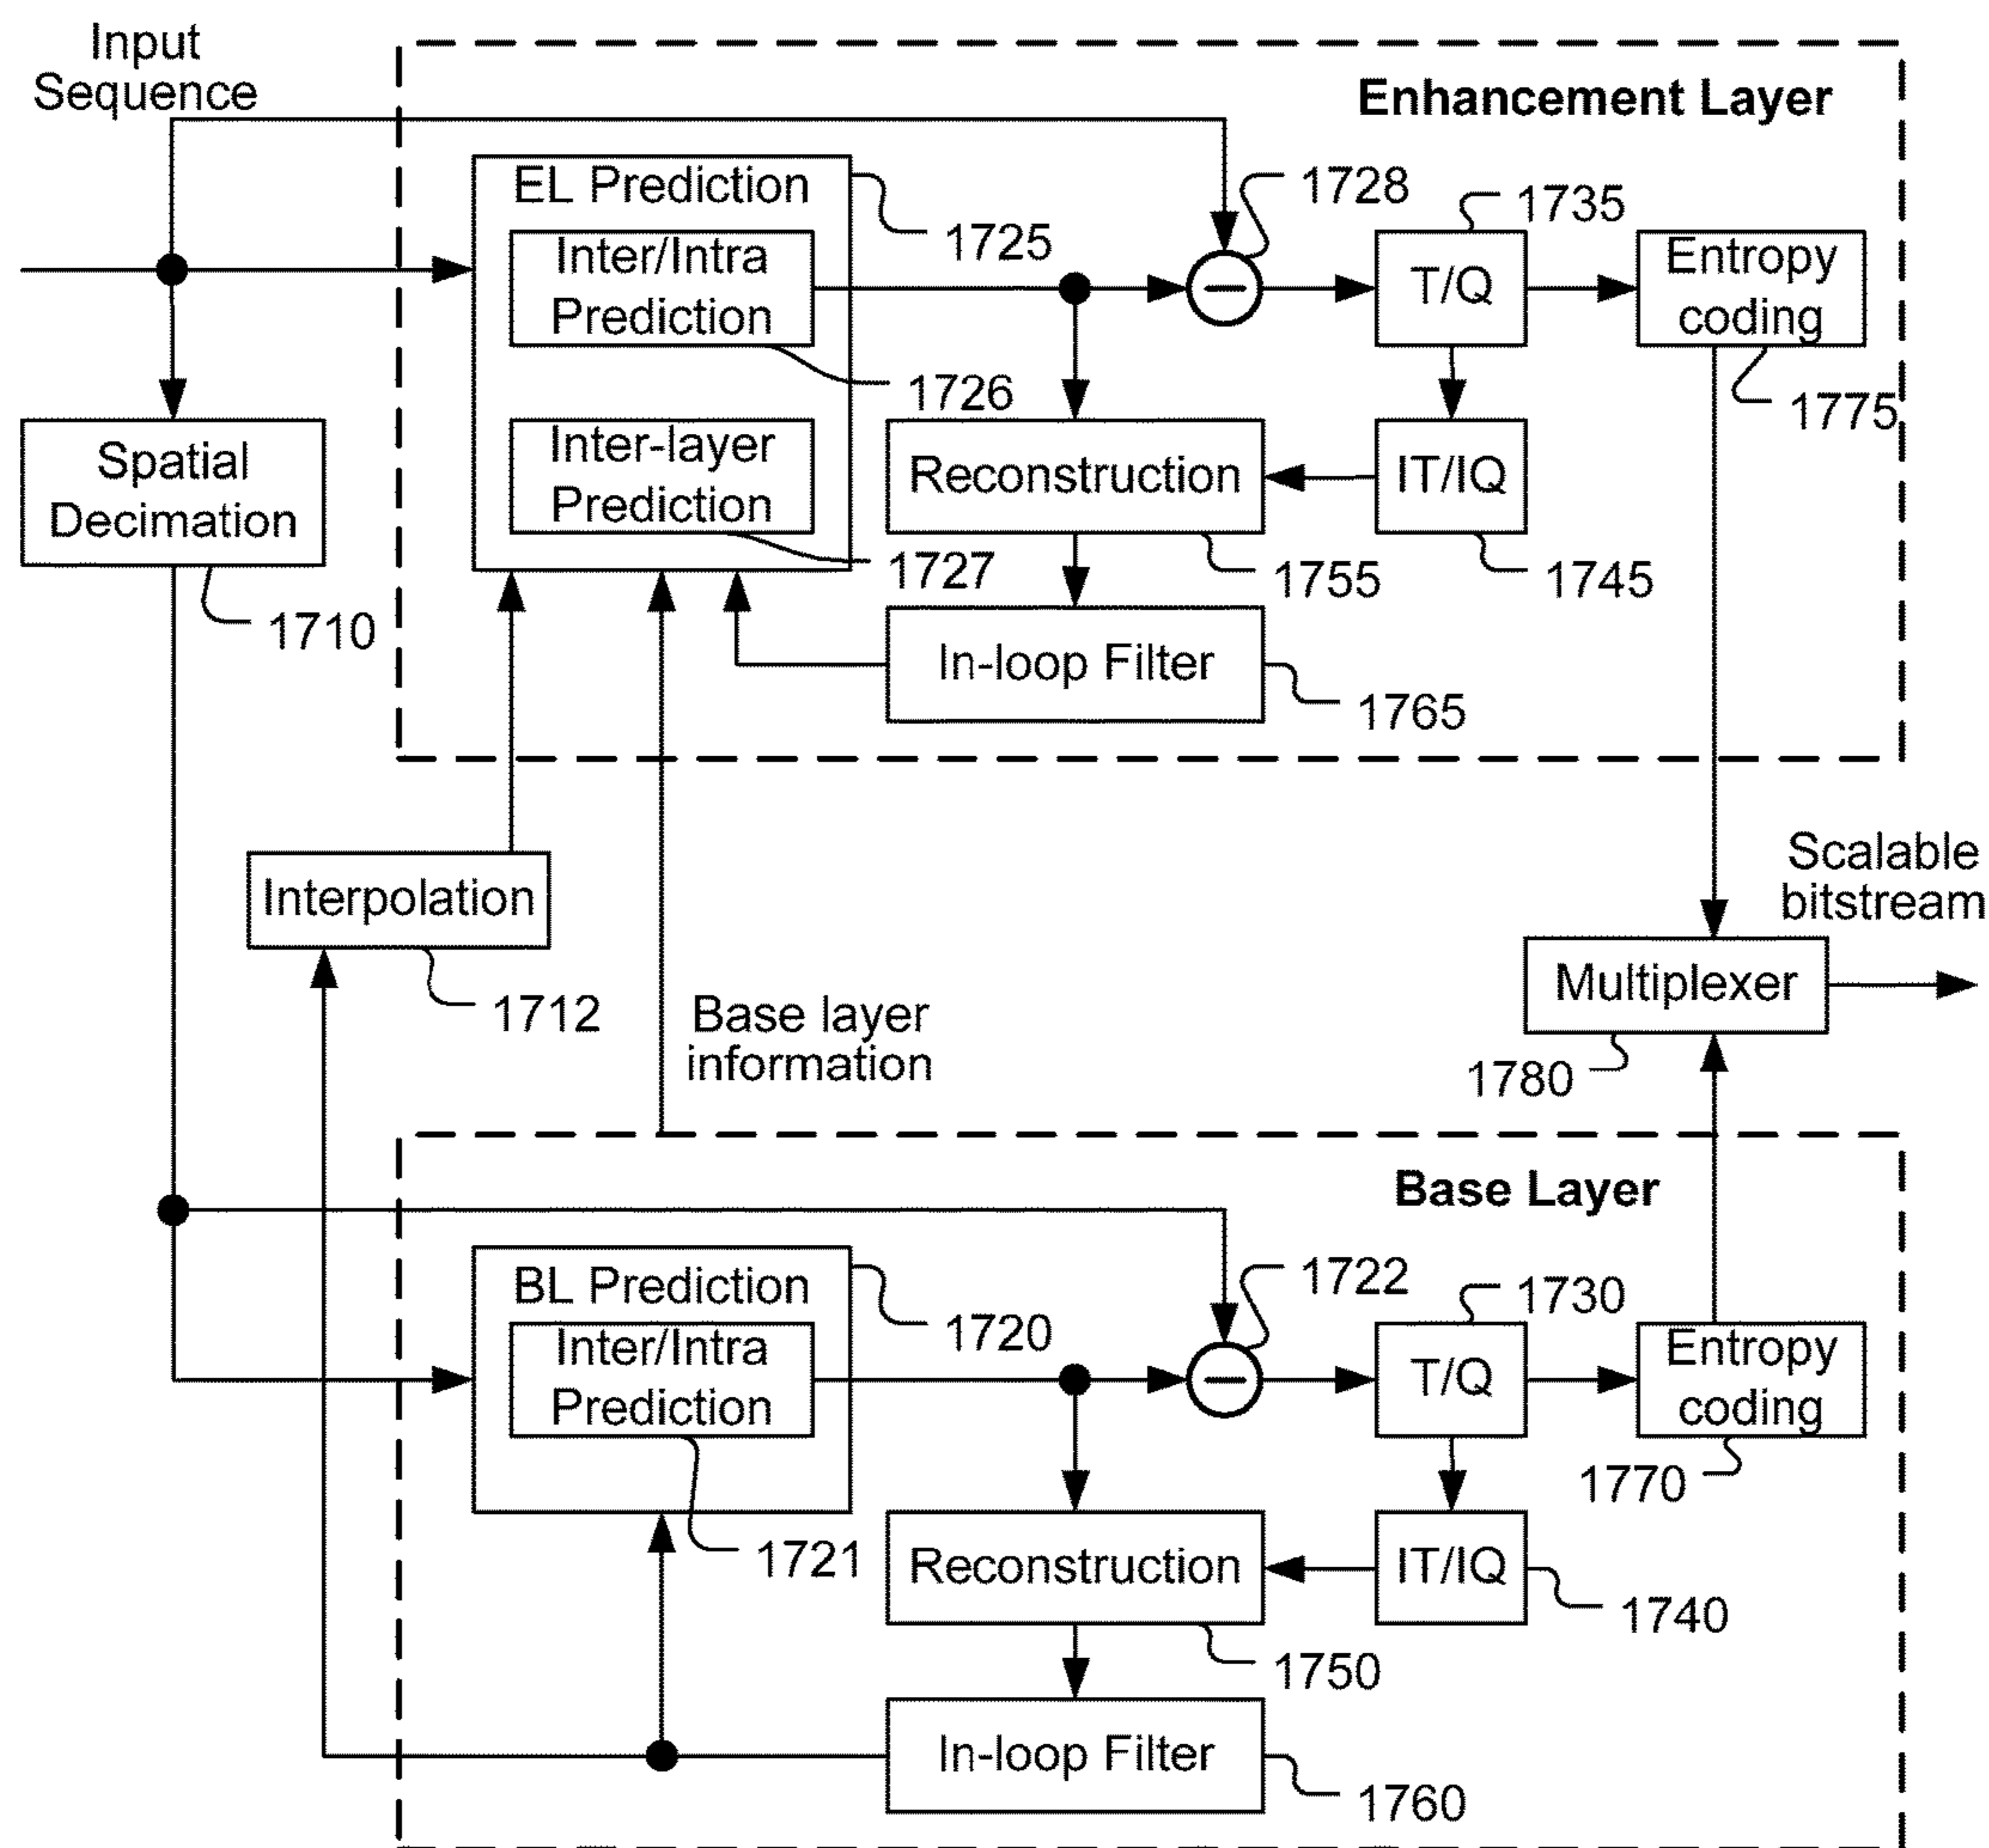 Input
Sequence
Enhancement Layer
EL Prediction
1725
Inter/Intra
Prediction
1726
1728
1735
T/Q
Entropy
coding
1775
Spatial
Decimation
1710
Inter-layer
Prediction
1727
Reconstruction
1755
IT/IQ
1745
In-loop Filter
1765
Interpolation
1712
Base layer
information
Scalable
bitstream
Multiplexer
1780
Base Layer
BL Prediction
1720
Inter/Intra
Prediction
1721
1722
1730
T/Q
Entropy
coding
1770
Reconstruction
1750
IT/IQ
1740
In-loop Filter
1760